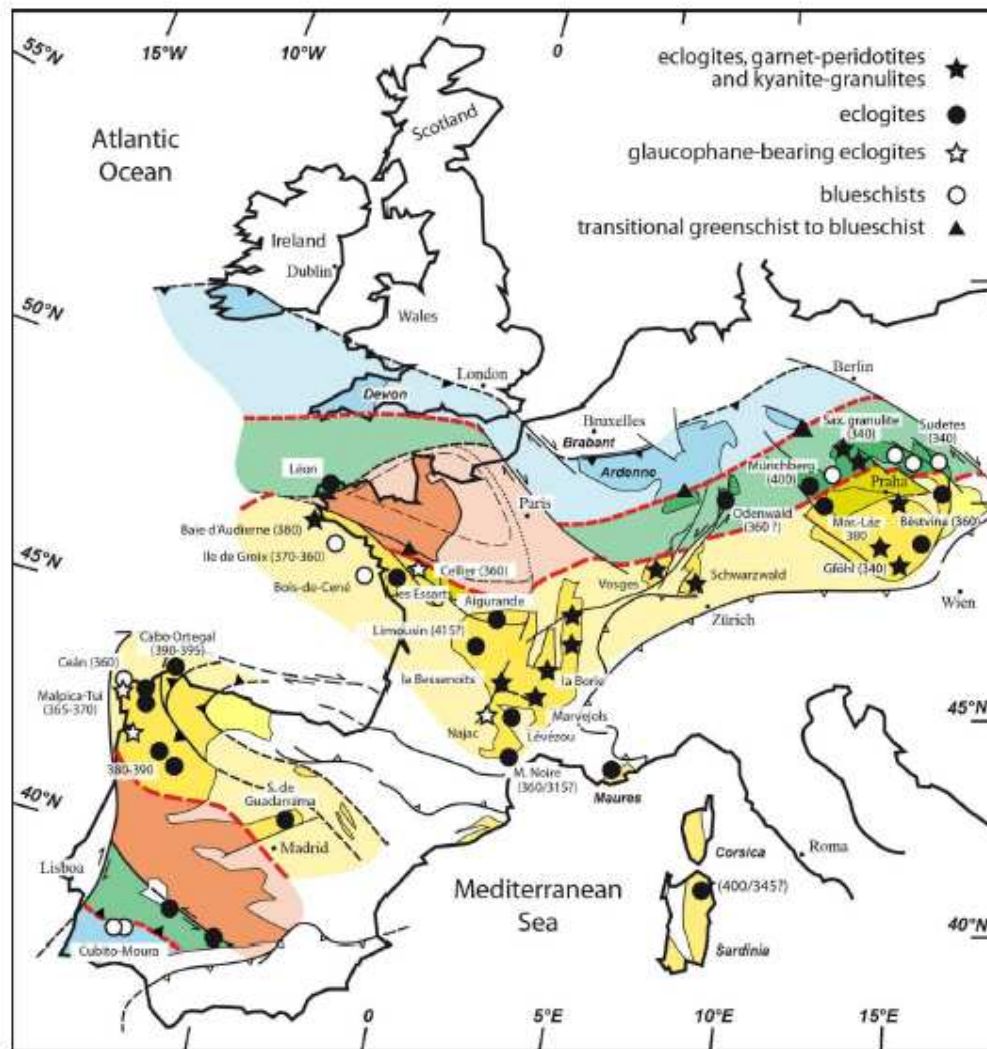 15°W
10°W
0
55°N
eclogites, garnet-peridotites
and kyanite-granulites
eclogites
glaucophane-bearing eclogites
blueschists
transitional greenschist to blueschist
Atlantic
Ocean
Scotland
Ireland
Dublin
Wales
50°N
London
Devon
Berlin
Bruxelles
Brabant
Ardenne
Sax. granulite
(340)
Sudetes
(340)
Münchberg
(400)
Praha
Léon
Paris
Odenwald
(360 ?)
Mar.-Láz
380
Běstvina (360)
Baie d'Audierne (380)
Ile de Groix (370-360)
45°N
Cellier (360)
Bois-de-Cené
les Essarts
Aigurande
Vosges
Schwarzwald
Gföhl (340)
Zürich
Wien
Limousin (415?)
Cabo-Ortegal
(390-395)
Ceán (360)
Malpica-Tui
(365-370)
la Bessenoits
la Borie
Najac
Marvejols
Lévézou
45°N
380-390
M. Noire
(360/315?)
Maures
40°N
S. de
Guadarrama
Madrid
Corsica
Roma
Lisboa
Mediterranean
Sea
(400/345?)
40°N
Cubito-Moura
Sardinia
0
5°E
10°E
15°E